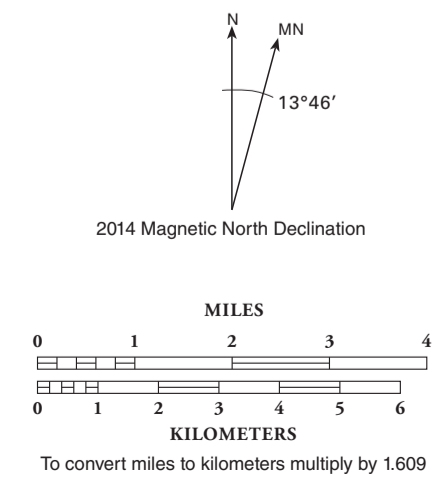 N
MN
13°46′
2014 Magnetic North Declination
MILES
0 1 2 3 4
0 1 2 3 4 5 6
KILOMETERS
To convert miles to kilometers multiply by 1.609